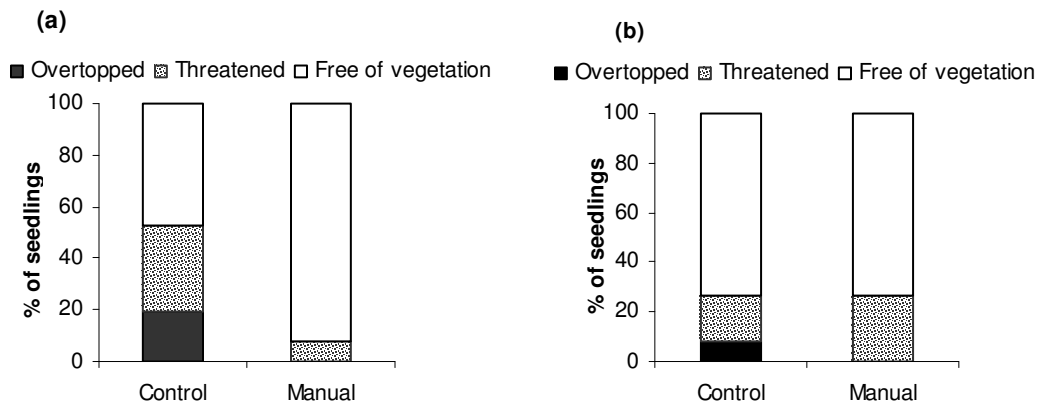 (a)
Overtopped Threatened Free of vegetation
100
80
60
40
20
0
% of seedlings
Control Manual
(b)
Overtopped Threatened Free of vegetation
100
80
60
40
20
0
% of seedlings
Control Manual